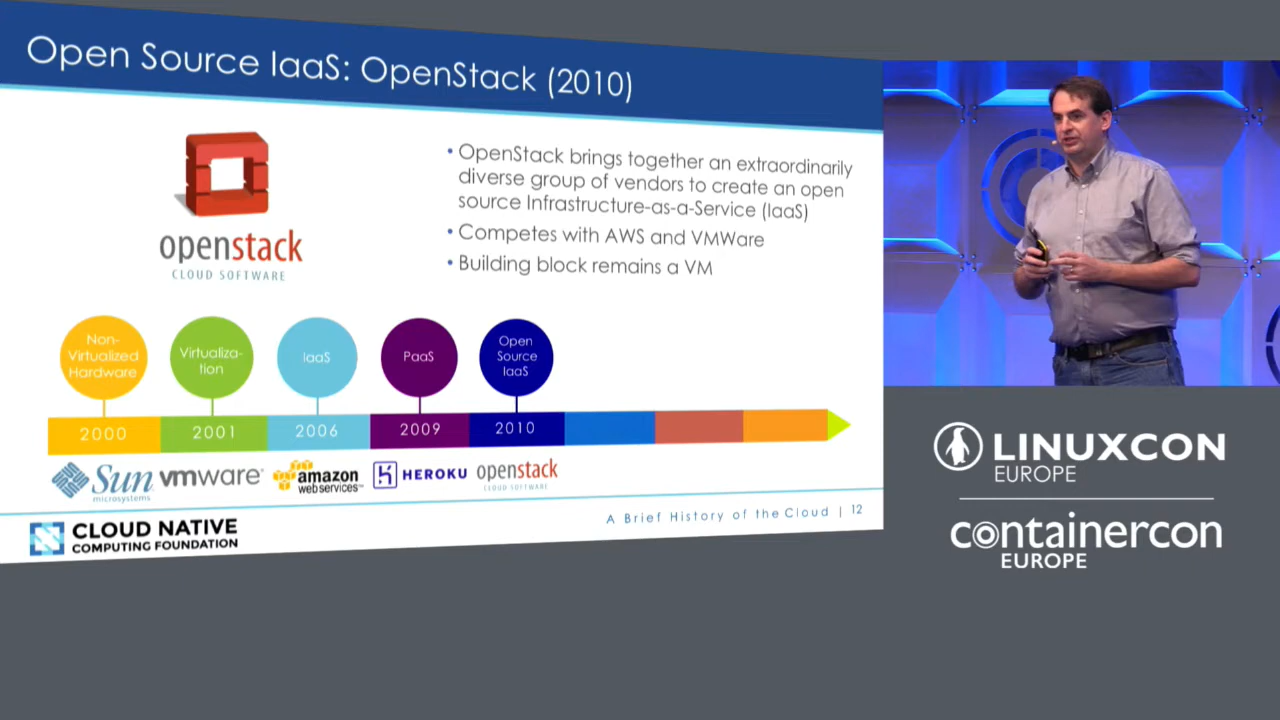 Open Source IaaS: OpenStack (2010)
openstack
CLOUD SOFTWARE
• OpenStack brings together an extraordinarily
diverse group of vendors to create an open
source Infrastructure-as-a-Service (IaaS)
• Competes with AWS and VMWare
• Building block remains a VM
Non-
Virtualized
Hardware
Virtualiza-
tion
IaaS
PaaS
Open
Source
IaaS
2000
2001
2006
2009
2010
Sun
microsystems
vmware®
amazon
web services™
HEROKU
openstack
CLOUD SOFTWARE
CLOUD NATIVE
COMPUTING FOUNDATION
A Brief History of the Cloud | 12
LINUXCON
EUROPE
containercon
EUROPE